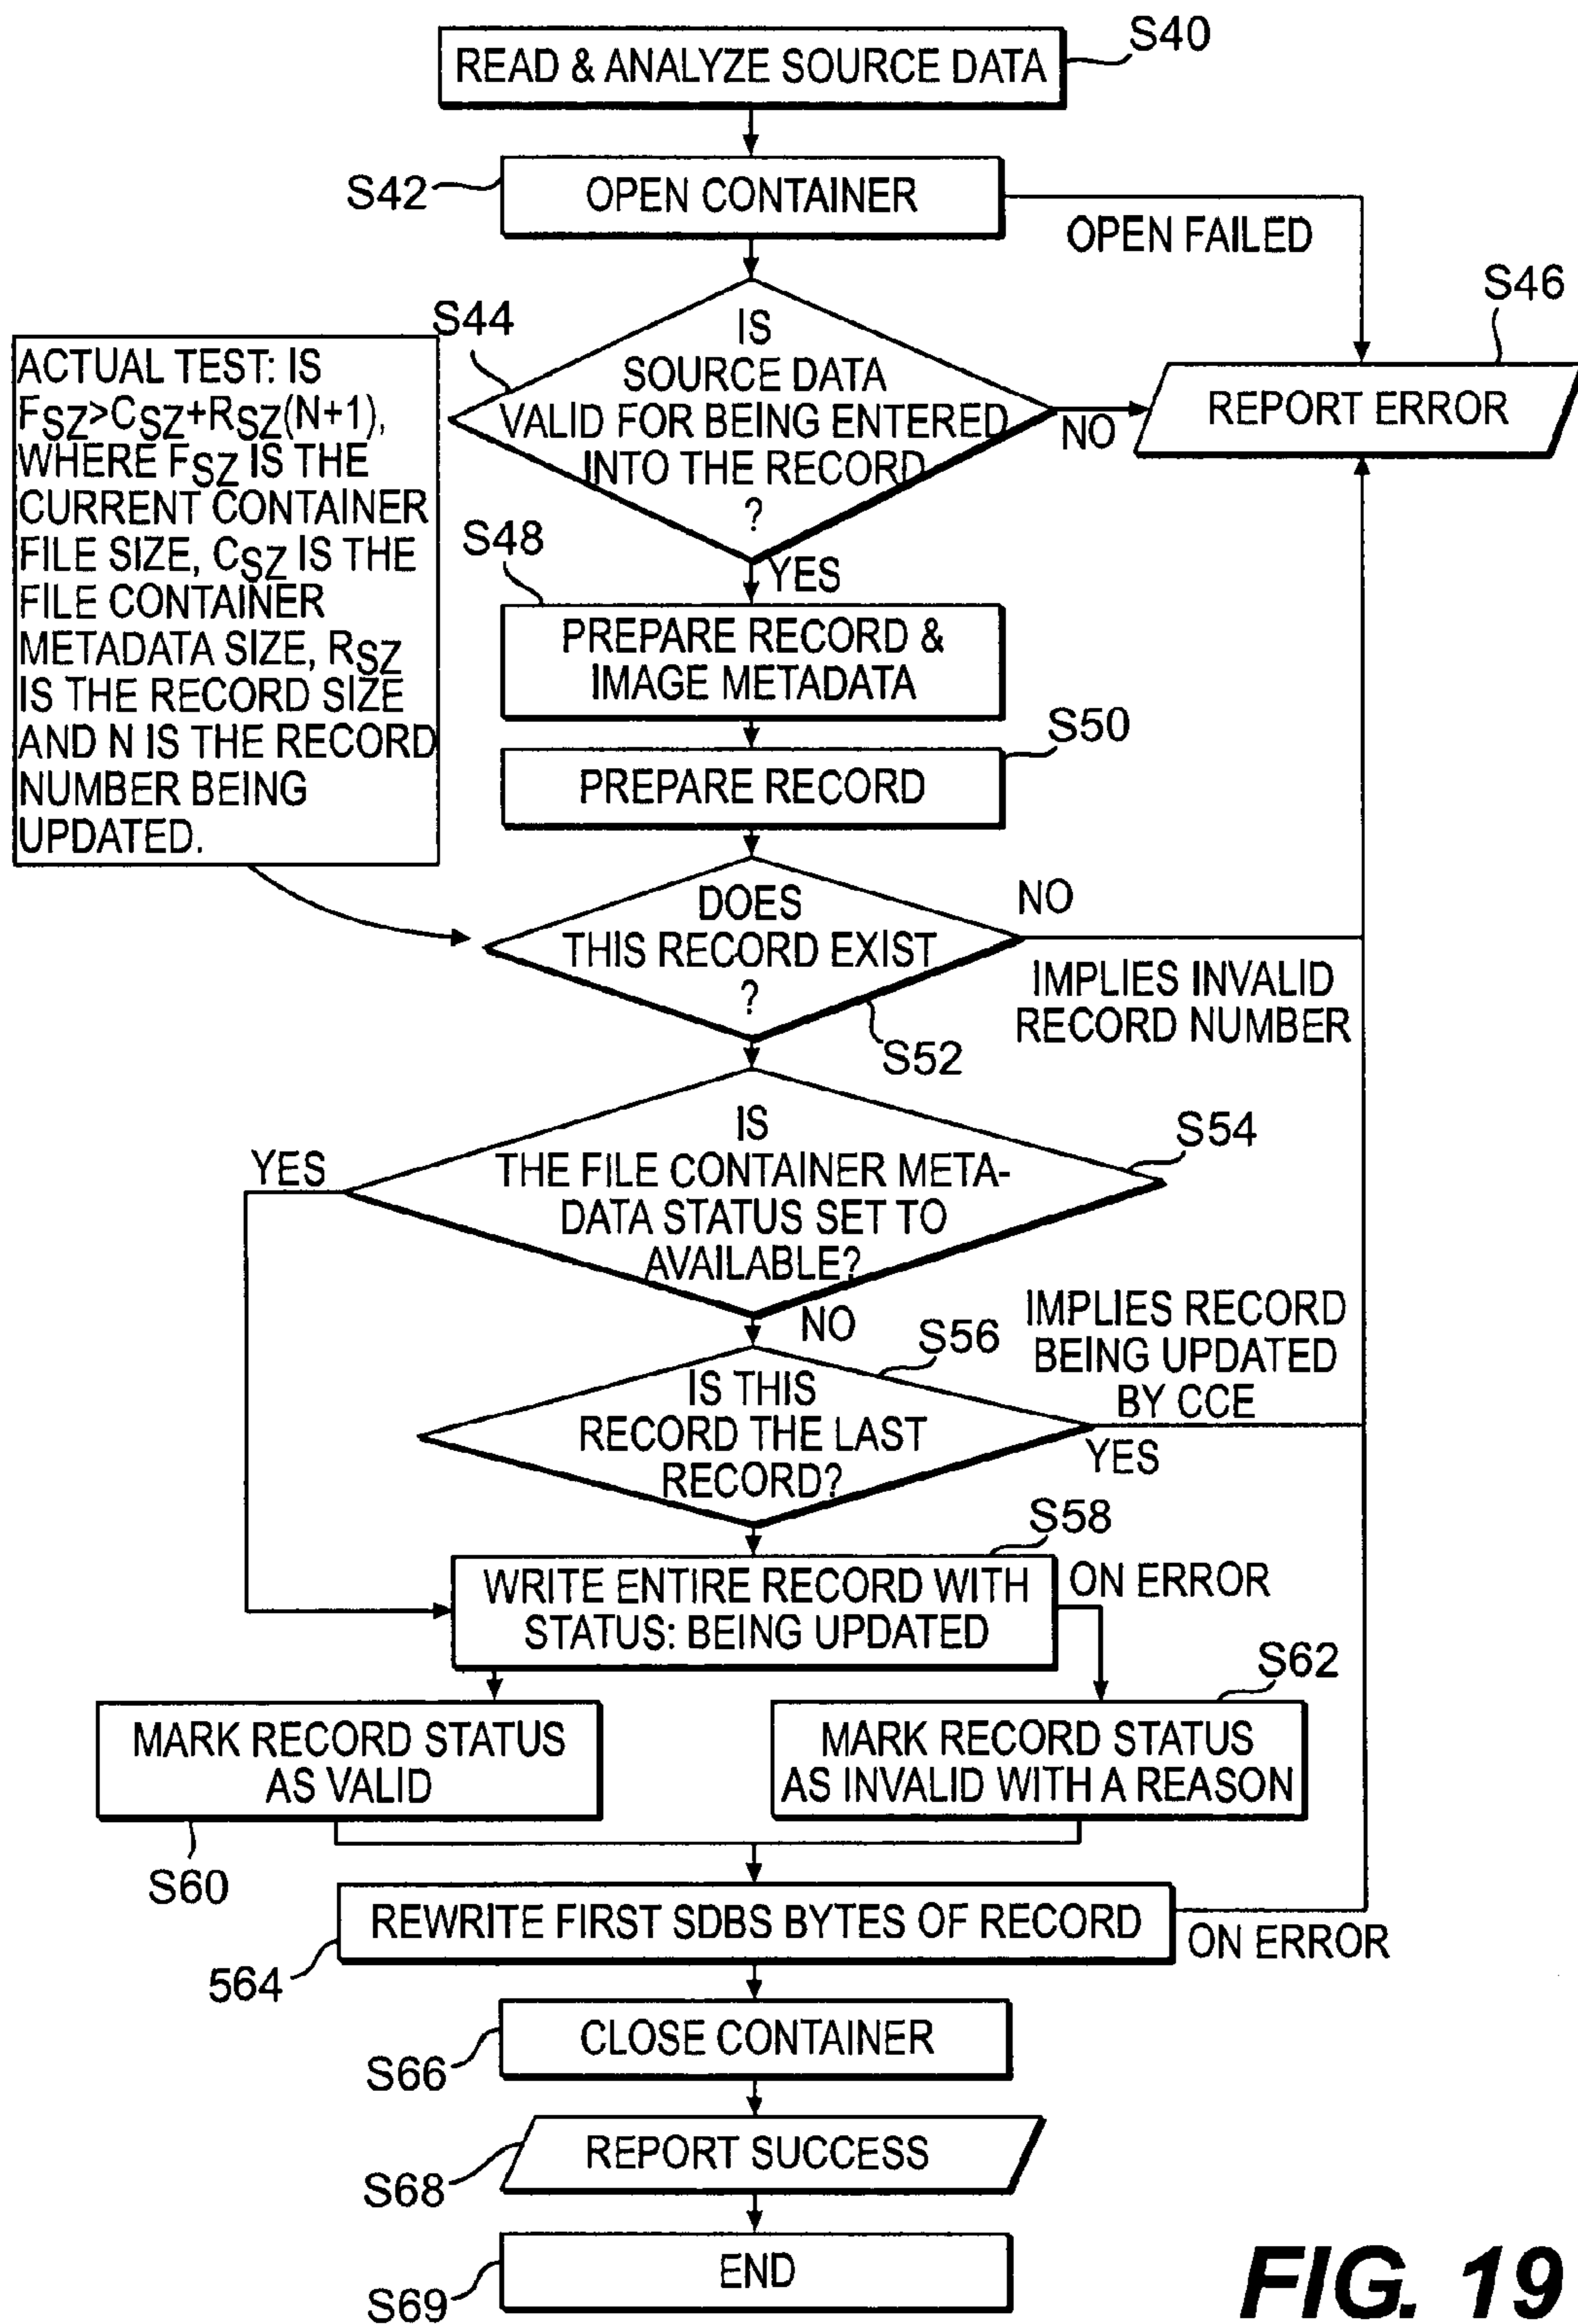 S40
READ & ANALYZE SOURCE DATA
S42
OPEN CONTAINER
OPEN FAILED
S44
IS
SOURCE DATA
VALID FOR BEING ENTERED
INTO THE RECORD
?
NO
S46
REPORT ERROR
ACTUAL TEST: IS
FSZ>CSZ+RSZ(N+1),
WHERE FSZ IS THE
CURRENT CONTAINER
FILE SIZE, CSZ IS THE
FILE CONTAINER
METADATA SIZE, RSZ
IS THE RECORD SIZE
AND N IS THE RECORD
NUMBER BEING
UPDATED.
YES
S48
PREPARE RECORD &
IMAGE METADATA
S50
PREPARE RECORD
DOES
THIS RECORD EXIST
?
NO
IMPLIES INVALID
RECORD NUMBER
S52
IS
THE FILE CONTAINER META-
DATA STATUS SET TO
AVAILABLE?
S54
YES
NO
S56
IS THIS
RECORD THE LAST
RECORD?
IMPLIES RECORD
BEING UPDATED
BY CCE
YES
S58
WRITE ENTIRE RECORD WITH
STATUS: BEING UPDATED
ON ERROR
MARK RECORD STATUS
AS VALID
S60
S62
MARK RECORD STATUS
AS INVALID WITH A REASON
REWRITE FIRST SDBS BYTES OF RECORD
ON ERROR
564
CLOSE CONTAINER
S66
REPORT SUCCESS
S68
END
S69
FIG. 19